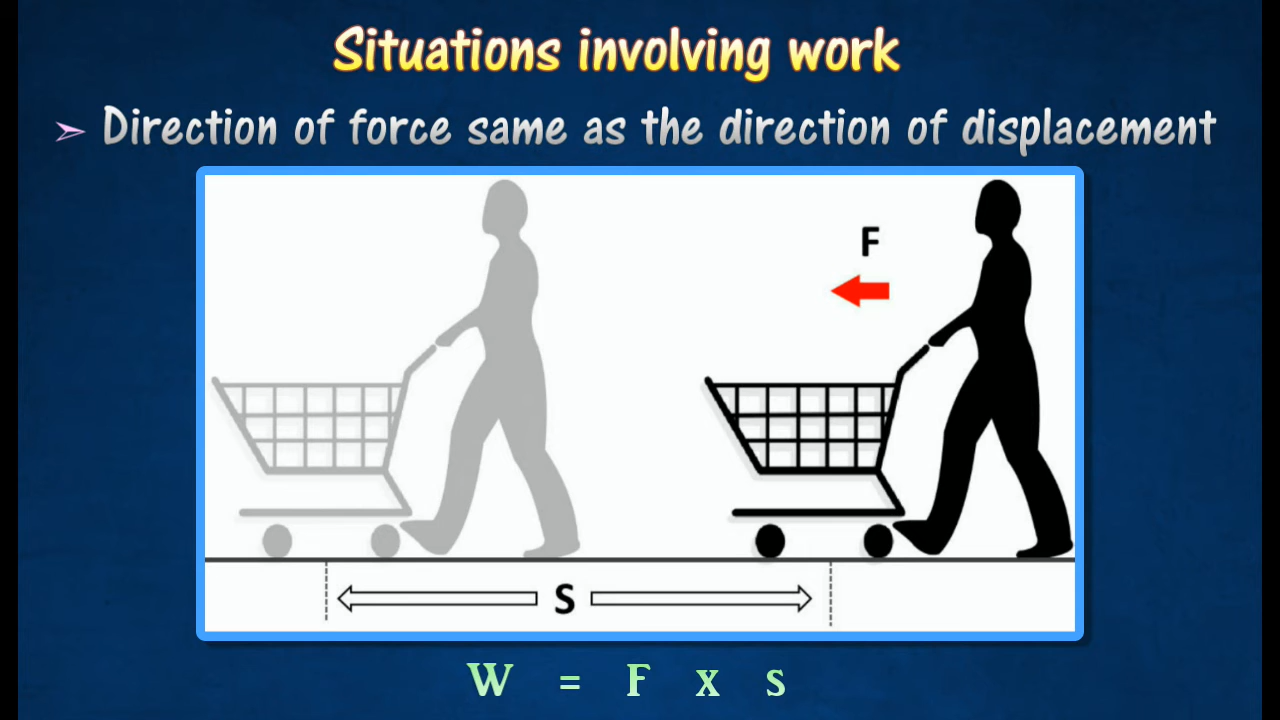 Situations involving work
➢ Direction of force same as the direction of displacement
F
S
W = F x s